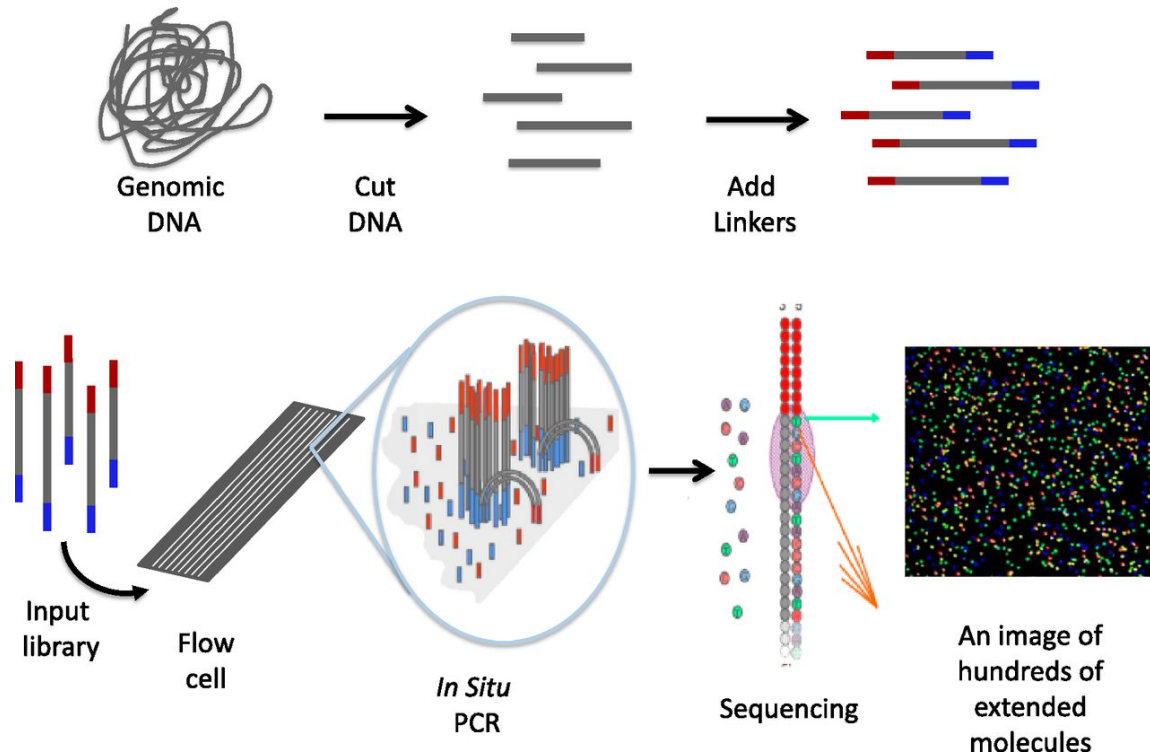 Genomic
DNA
Cut
DNA
Add
Linkers
Input
library
Flow
cell
In Situ
PCR
Sequencing
An image of
hundreds of
extended
molecules